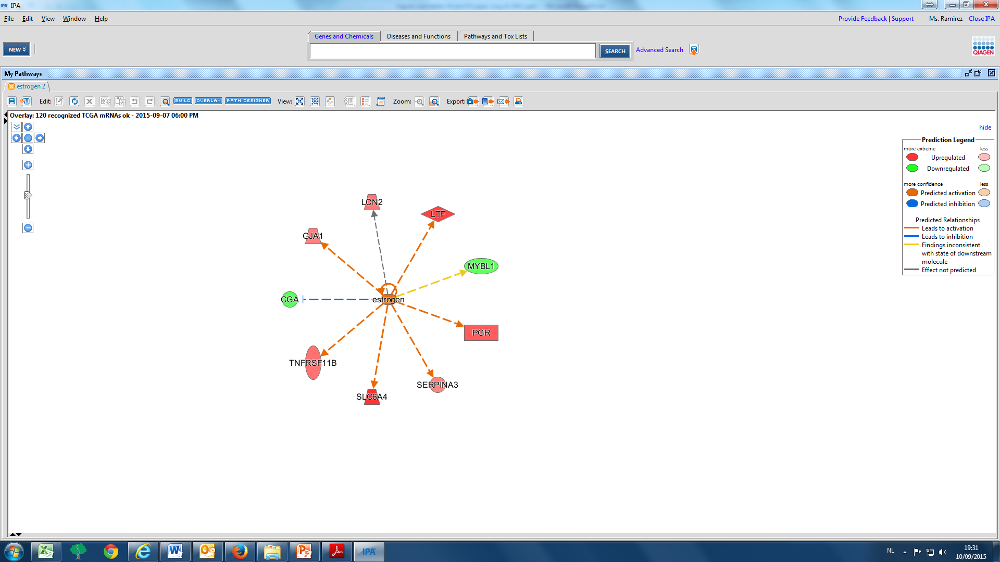 IPA IPA
File Edit View Window Help
Provide Feedback | Support Ms. Ramirez Close IPA
Genes and Chemicals Diseases and Functions Pathways and Tox Lists
NEW
SEARCH Advanced Search
QIAGEN
My Pathways
estrogen 2
Edit: BUILD OVERLAY PATH DESIGNER View: Zoom: Export:
Overlay: 120 recognized TCGA mRNAs ok - 2015-09-07 06:00 PM
hide
Prediction Legend
more extreme less
Upregulated
Downregulated
more confidence less
Predicted activation
Predicted inhibition
Predicted Relationships
Leads to activation
Leads to inhibition
Findings inconsistent
with state of downstream
molecule
Effect not predicted
LCN2
LTF
GJA1
MYBL1
CGA
estrogen
PGR
TNFRSF11B
SERPINA3
SLC6A4
IPA
NL
19:31
10/09/2015